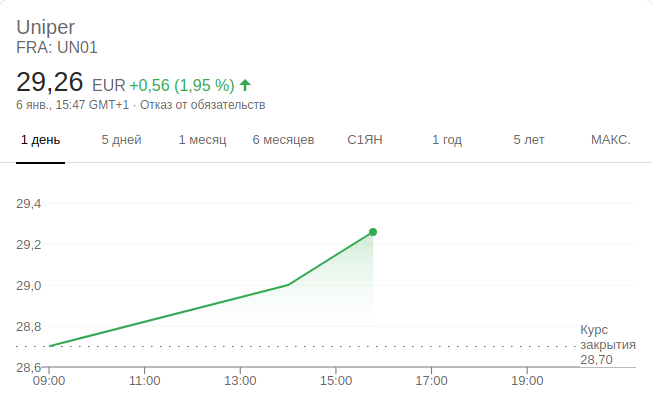 Uniper
FRA: UN01
29,26 EUR +0,56 (1,95 %)
6 янв., 15:47 GMT+1 · Отказ от обязательств
1 день 5 дней 1 месяц 6 месяцев С1ЯН 1 год 5 лет МАКС.
29,4
29,2
29,0
28,8
28,6
Курс
закрытия
28,70
09:00 11:00 13:00 15:00 17:00 19:00